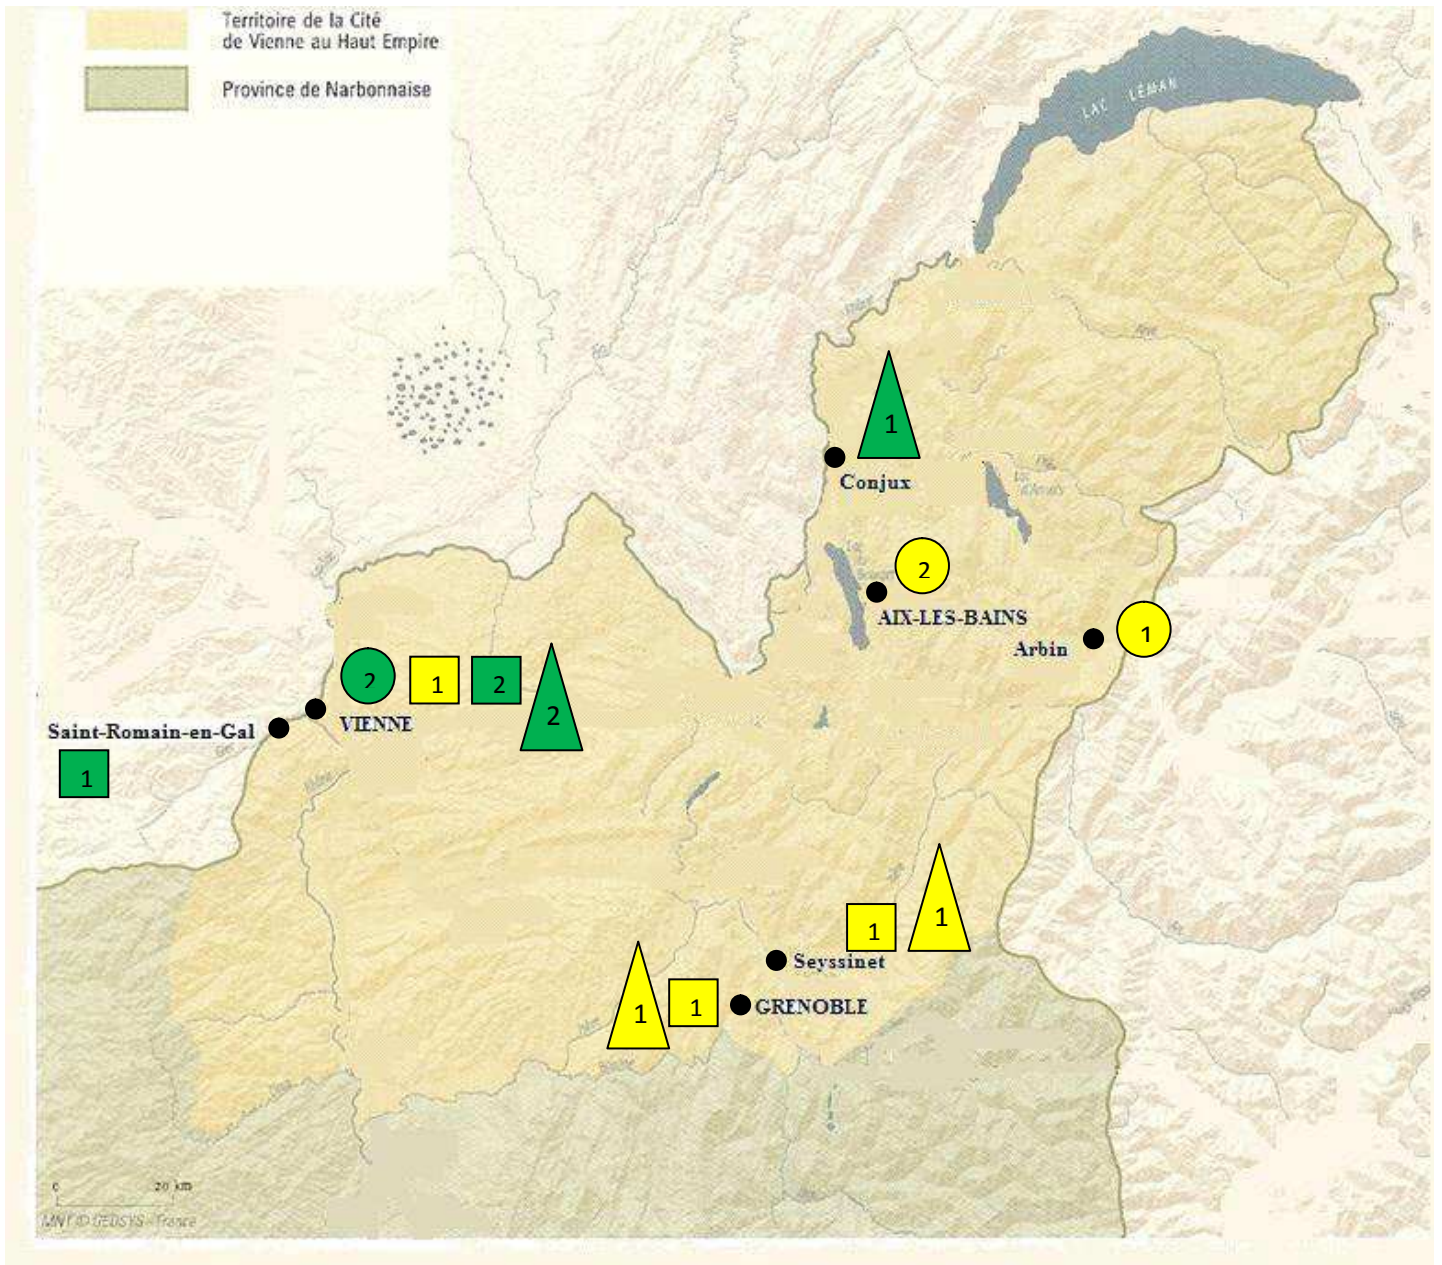 Territoire de la Cité
de Vienne au Haut Empire
Province de Narbonnaise
LAC LÉMAN
1
Conjux
2
AIX-LES-BAINS
1
Arbin
2
1
2
2
VIENNE
Saint-Romain-en-Gal
1
1
1
Seyssinet
1
1
GRENOBLE
0
20 km
MNT © GEOSYS - France